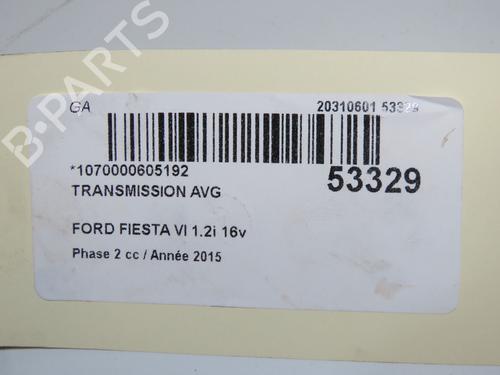 B-PARTS
GA
20310601 53329
*1070000605192
53329
TRANSMISSION AVG
FORD FIESTA VI 1.2i 16v
Phase 2 cc / Année 2015